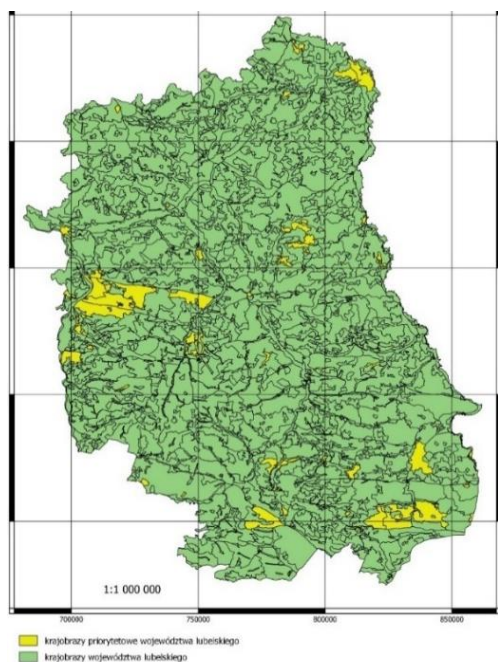 1:1 000 000
700000 750000 800000 850000
krajobrazy priorytetowe województwa lubelskiego
krajobrazy województwa lubelskiego